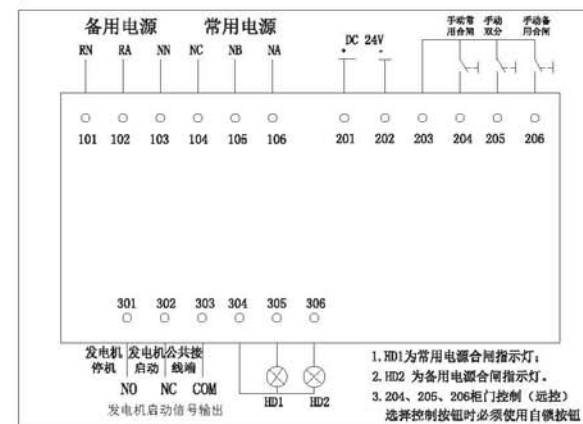 备用电源 常用电源
RN RA NN NC NB NA
DC 24V
+ -
手动常用合闸
手动双分
手动备用合闸
101 102 103 104 105 106 201 202 203 204 205 206
301 302 303 304 305 306
发电机停机
发电机启动
公共接线端
NO NC COM
发电机启动信号输出
HD1 HD2
1.HD1为常用电源合闸指示灯；
2.HD2 为备用电源合闸指示灯。
3.204、205、206柜门控制（远控）
选择控制按钮时必须使用自锁按钮